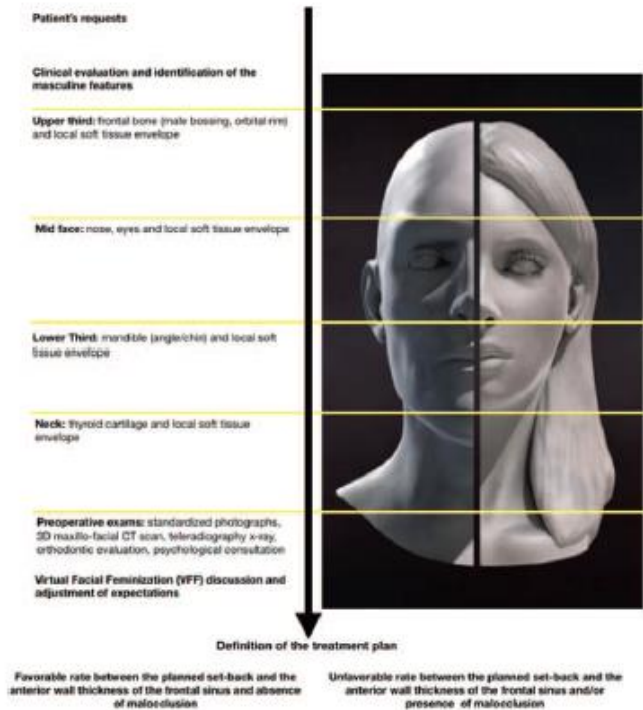 Patient's requests
Clinical evaluation and identification of the
masculine features
Upper third: frontal bone (male bossing, orbital rim)
and local soft tissue envelope
Mid face: nose, eyes and local soft tissue envelope
Lower Third: mandible (angle/chin) and local soft
tissue envelope
Neck: thyroid cartilage and local soft tissue
envelope
Preoperative exams: standardized photographs,
3D maxillo-facial CT scan, teleradiography x-ray,
orthodontic evaluation, psychological consultation
Virtual Facial Feminization (VFF) discussion and
adjustment of expectations
Definition of the treatment plan
Favorable rate between the planned set-back and the
anterior wall thickness of the frontal sinus and absence
of malocclusion
Unfavorable rate between the planned set-back and the
anterior wall thickness of the frontal sinus and/or
presence of malocclusion